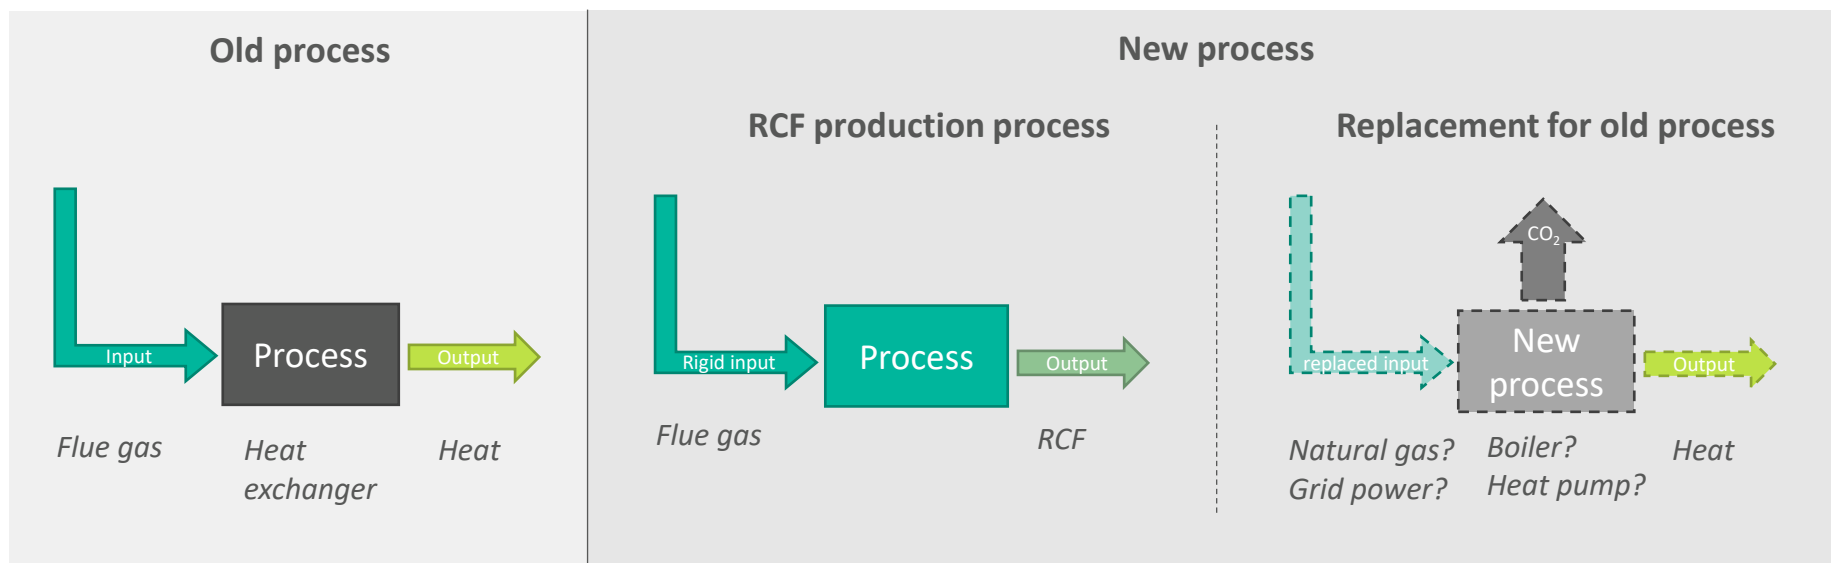 Old process
Input
Process
Output
Flue gas
Heat
exchanger
Heat
New process
RCF production process
Rigid input
Process
Output
Flue gas
RCF
Replacement for old process
CO₂
replaced input
New
process
Output
Natural gas?
Grid power?
Boiler?
Heat pump?
Heat